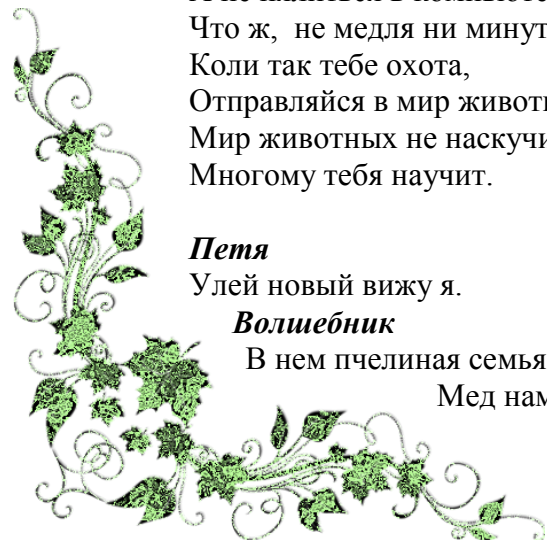 Что ж, не медля ни минут
Коли так тебе охота,
Отправляйся в мир животн
Мир животных не наскучи
Многому тебя научит.
Петя
Улей новый вижу я.
Волшебник
В нем пчелиная семья
Мед нам